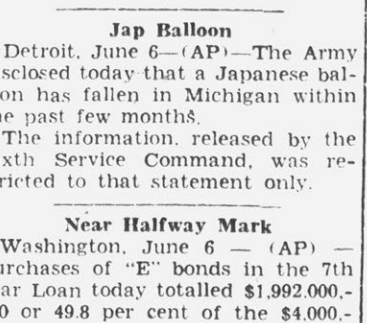 Jap Balloon
Detroit, June 6—(AP)—The Army
sclosed today that a Japanese bal-
on has fallen in Michigan within
e past few months.
The information, released by the
xth Service Command, was re-
ricted to that statement only.
Near Halfway Mark
Washington, June 6 — (AP) —
urchases of "E" bonds in the 7th
ar Loan today totalled $1,992,000,-
0 or 49.8 per cent of the $4,000,-